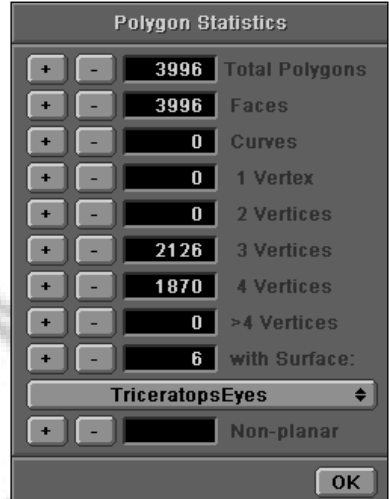 Polygon Statistics
+ - 3996 Total Polygons
+ - 3996 Faces
+ - 0 Curves
+ - 0 1 Vertex
+ - 0 2 Vertices
+ - 2126 3 Vertices
+ - 1870 4 Vertices
+ - 0 >4 Vertices
+ - 6 with Surface:
TriceratopsEyes
+ - Non-planar
OK